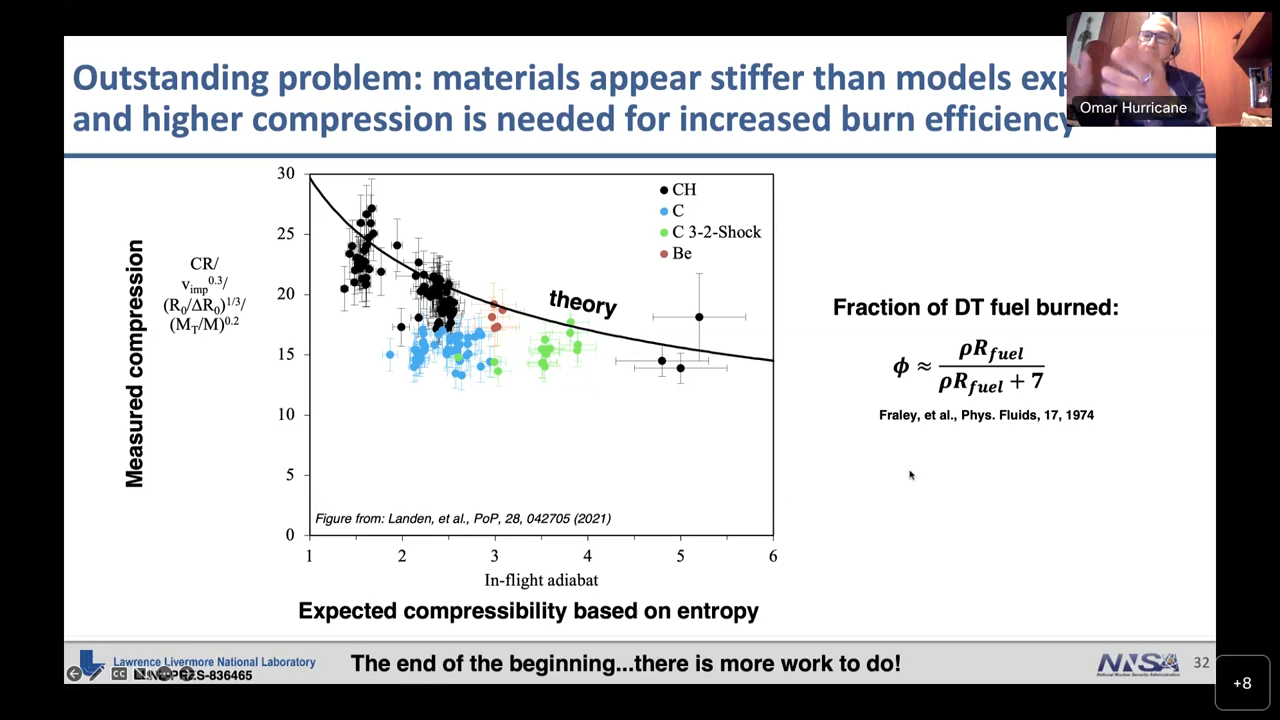 Outstanding problem: materials appear stiffer than models exp
and higher compression is needed for increased burn efficiency
Omar Hurricane
Measured compression
CR/
v_imp^0.3/
(R_0/ΔR_0)^1/3/
(M_T/M)^0.2
30
25
20
15
10
5
0
CH
C
C 3-2-Shock
Be
theory
Figure from: Landen, et al., PoP, 28, 042705 (2021)
1 2 3 4 5 6
In-flight adiabat
Expected compressibility based on entropy
Fraction of DT fuel burned:
ϕ ≈ ρR_fuel / (ρR_fuel + 7)
Fraley, et al., Phys. Fluids, 17, 1974
Lawrence Livermore National Laboratory
PRES-836465
The end of the beginning...there is more work to do!
NNSA
National Nuclear Security Administration
32
CC
+8